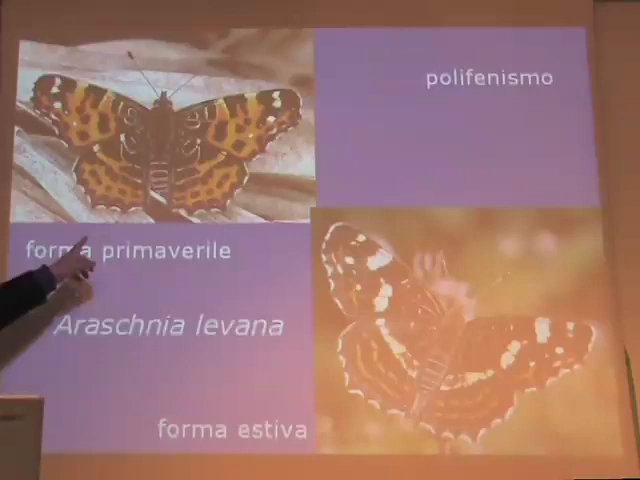 polifenismo
forma primaverile
Araschnia levana
forma estiva